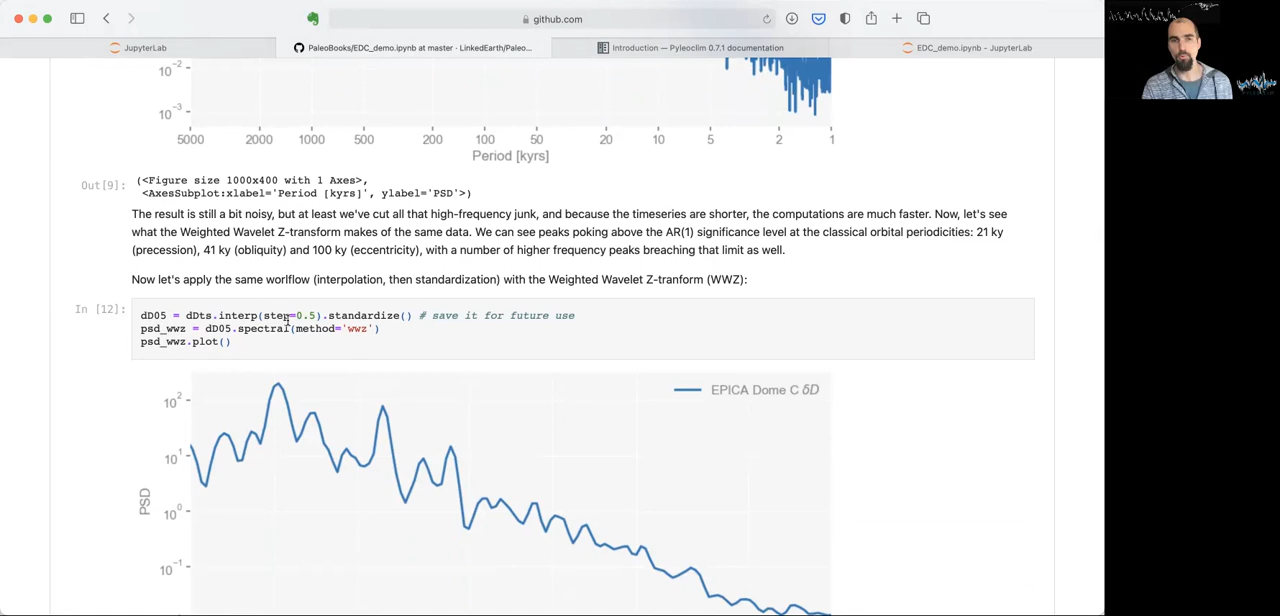 github.com
JupyterLab
PaleoBooks/EDC_demo.ipynb at master · LinkedEarth/Paleo...
Introduction — Pyleoclim 0.7.1 documentation
EDC_demo.ipynb - JupyterLab
10-2
10-3
5000 2000 1000 500 200 100 50 20 10 5 2 1
Period [kyrs]
Out[9]:
(<Figure size 1000x400 with 1 Axes>,
<AxesSubplot:xlabel='Period [kyrs]', ylabel='PSD'>)
The result is still a bit noisy, but at least we've cut all that high-frequency junk, and because the timeseries are shorter, the computations are much faster. Now, let's see
what the Weighted Wavelet Z-transform makes of the same data. We can see peaks poking above the AR(1) significance level at the classical orbital periodicities: 21 ky
(precession), 41 ky (obliquity) and 100 ky (eccentricity), with a number of higher frequency peaks breaching that limit as well.
Now let's apply the same worlflow (interpolation, then standardization) with the Weighted Wavelet Z-tranform (WWZ):
In [12]:
dD05 = dDts.interp(step=0.5).standardize() # save it for future use
psd_wwz = dD05.spectral(method='wwz')
psd_wwz.plot()
EPICA Dome C δD
102
101
100
10-1
PSD